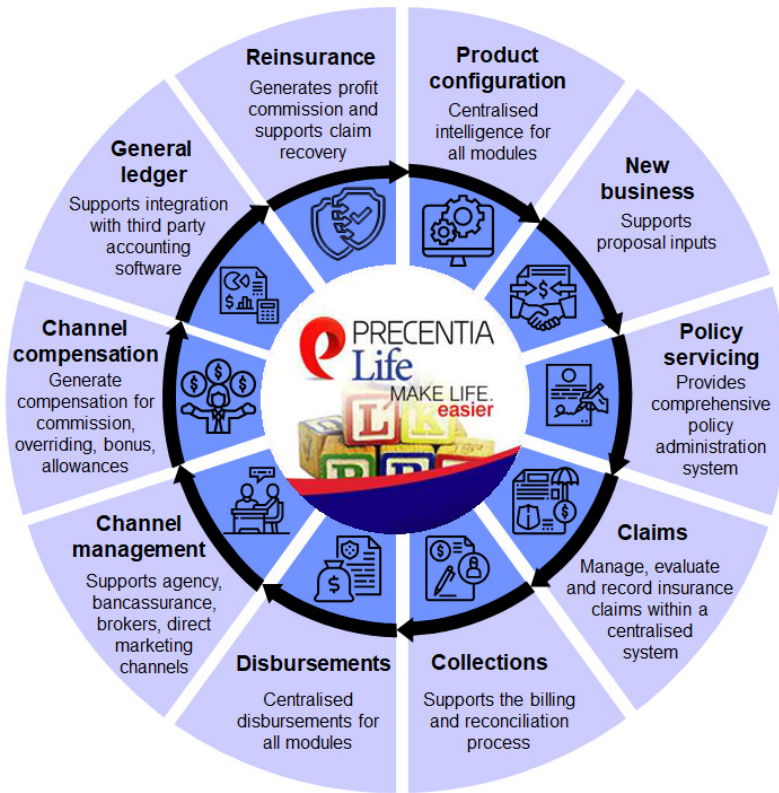 Reinsurance
Generates profit
commission and
supports claim
recovery
Product
configuration
Centralised
intelligence for
all modules
New
business
Supports
proposal inputs
Policy
servicing
Provides
comprehensive
policy
administration
system
Claims
Manage, evaluate
and record insurance
claims within a
centralised
system
Collections
Supports the billing
and reconciliation
process
Disbursements
Centralised
disbursements for
all modules
Channel
management
Supports agency,
bancassurance,
brokers, direct
marketing
channels
Channel
compensation
Generate
compensation for
commission,
overriding, bonus,
allowances
General
ledger
Supports integration
with third party
accounting
software
PRECENTIA
Life
MAKE LIFE.
easier
L K